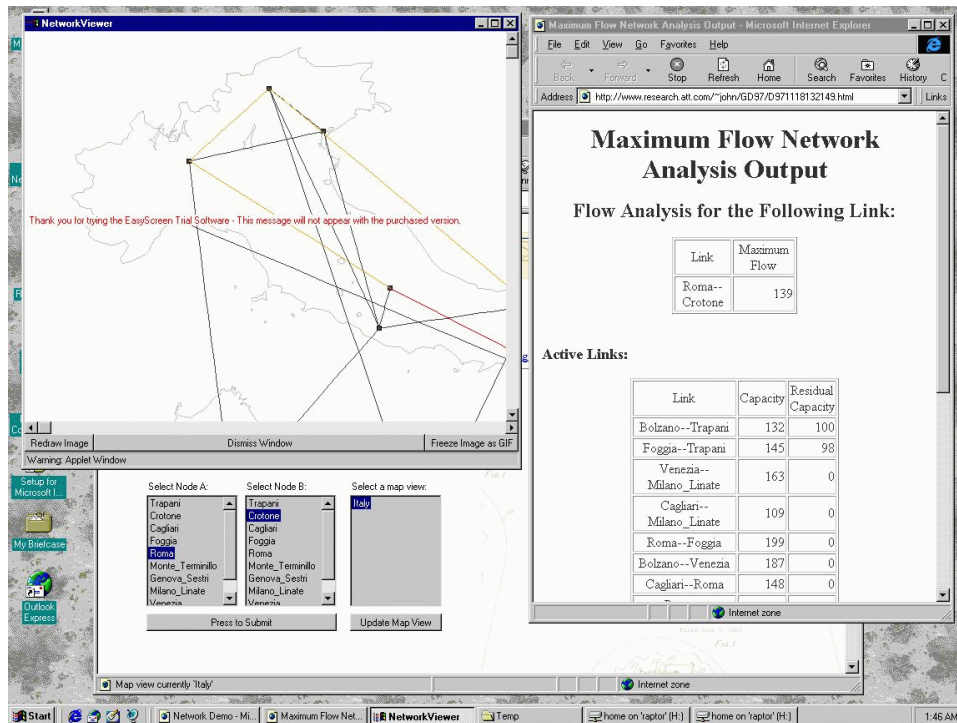 NetworkViewer
Thank you for trying the EasyScreen Trial Software - This message will not appear with the purchased version.
Redraw Image
Dismiss Window
Freeze Image as GIF
Warning: Applet Window
Maximum Flow Network Analysis Output - Microsoft Internet Explorer
File Edit View Go Favorites Help
Back Forward Stop Refresh Home Search Favorites History C
Address http://www.research.att.com/~john/GD97/D971118132149.html Links
Maximum Flow Network
Analysis Output
Flow Analysis for the Following Link:
Link Maximum
Flow
Roma--
Crotone 139
Active Links:
Link Capacity Residual
Capacity
Bolzano--Trapani 132 100
Foggia--Trapani 145 98
Venezia--
Milano_Linate 163 0
Cagliari--
Milano_Linate 109 0
Roma--Foggia 199 0
Bolzano--Venezia 187 0
Cagliari--Roma 148 0
Internet zone
Setup for
Microsoft I...
My Briefcase
Outlook
Express
Select Node A: Select Node B: Select a map view:
Trapani
Crotone
Cagliari
Foggia
Roma
Monte_Terminillo
Genova_Sestri
Milano_Linate
Venezia
Trapani
Crotone
Cagliari
Foggia
Roma
Monte_Terminillo
Genova_Sestri
Milano_Linate
Venezia
Italy
Press to Submit
Update Map View
Fig.1
Map view currently 'Italy'
Internet zone
Start
Network Demo - Mi...
Maximum Flow Net...
NetworkViewer
Temp
home on 'raptor' (H:)
home on 'raptor' (H:)
1:46 AM